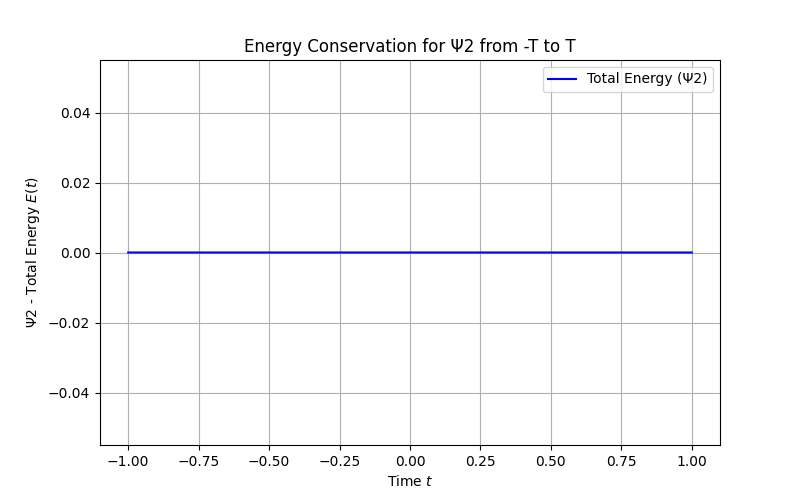 Energy Conservation for Ψ2 from -T to T
Total Energy (Ψ2)
Ψ2 - Total Energy E(t)
0.04
0.02
0.00
−0.02
−0.04
−1.00 −0.75 −0.50 −0.25 0.00 0.25 0.50 0.75 1.00
Time t